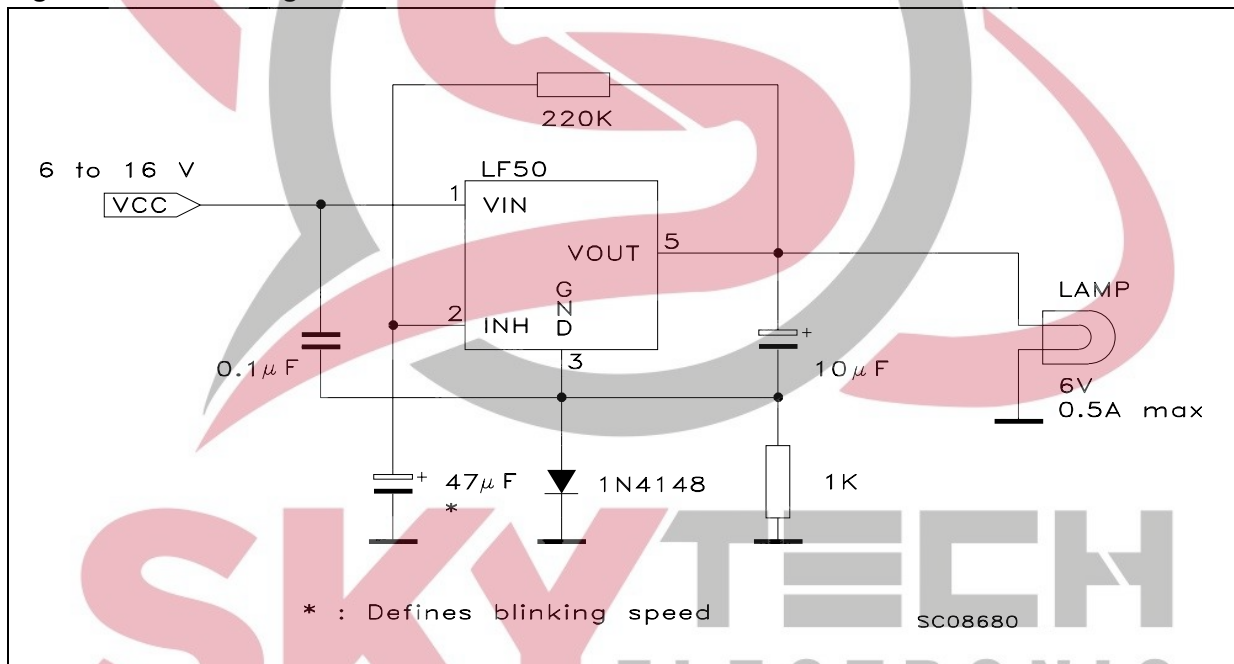 220K
6 to 16 V
LF50
VCC
1
VIN
VOUT
5
GND
2
INH
3
LAMP
0.1μF
10μF
6V
0.5A max
+
+
47μF
*
1N4148
1K
* : Defines blinking speed
SC08680
SKYTECH